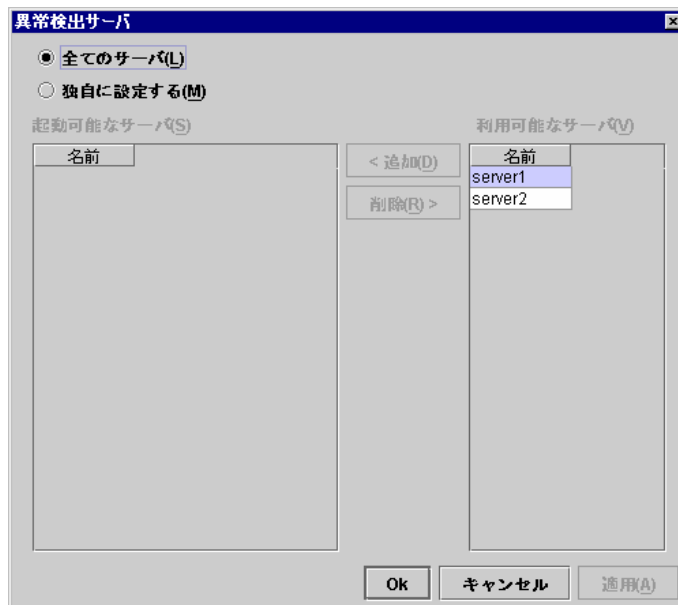 異常検出サーバ
全てのサーバ(L)
独自に設定する(M)
起動可能なサーバ(S)
利用可能なサーバ(V)
名前
< 追加(D)
名前
server1
削除(R) >
server2
Ok
キャンセル
適用(A)